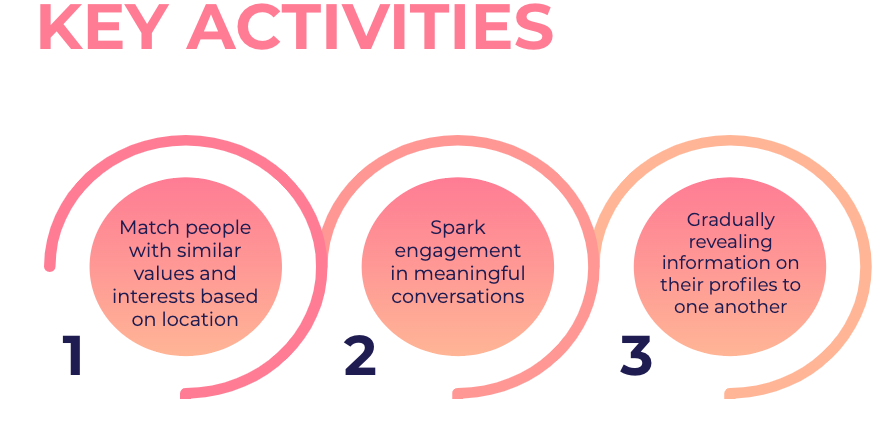 KEY ACTIVITIES
Match people
with similar
values and
interests based
on location
1
Spark
engagement
in meaningful
conversations
2
Gradually
revealing
information on
their profiles to
one another
3